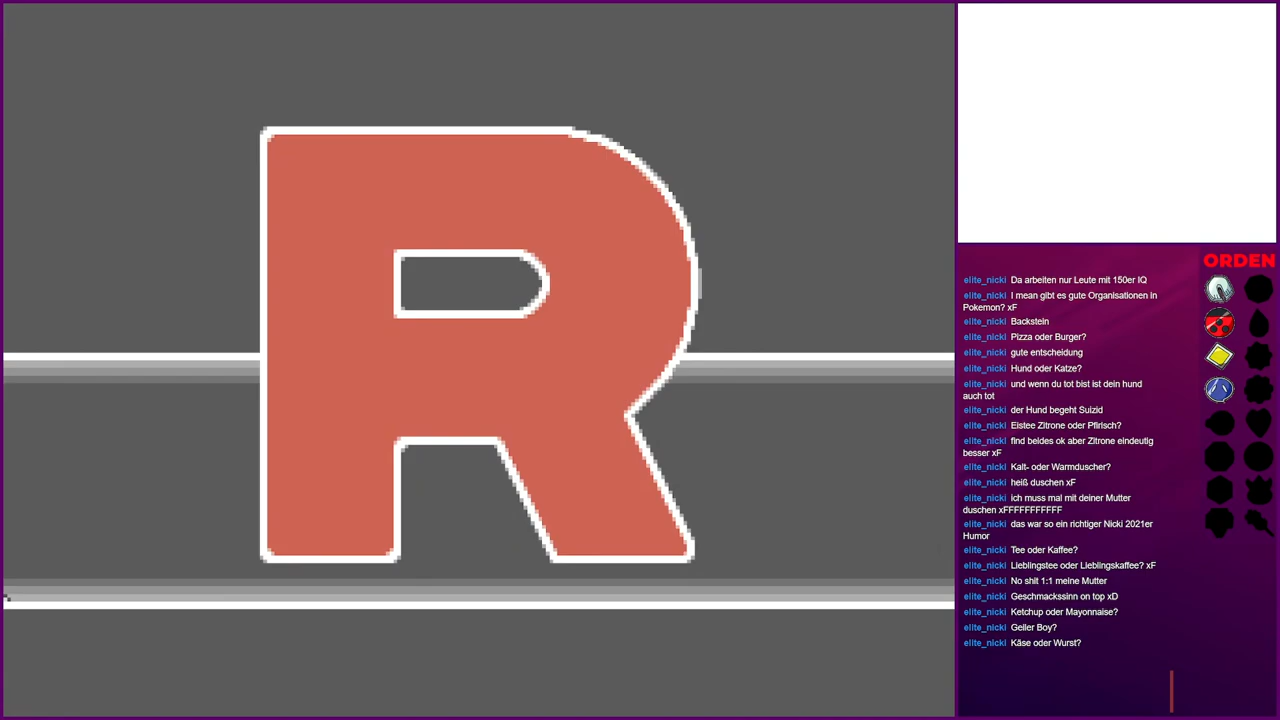 R
ORDEN
elite_nicki Da arbeiten nur Leute mit 150er IQ
elite_nicki I mean gibt es gute Organisationen in
Pokemon? xF
elite_nicki Backstein
elite_nicki Pizza oder Burger?
elite_nicki gute entscheidung
elite_nicki Hund oder Katze?
elite_nicki und wenn du tot bist ist dein hund
auch tot
elite_nicki der Hund begeht Suizid
elite_nicki Eistee Zitrone oder Pfirisch?
elite_nicki find beides ok aber Zitrone eindeutig
besser xF
elite_nicki Kalt- oder Warmduscher?
elite_nicki heiß duschen xF
elite_nicki ich muss mal mit deiner Mutter
duschen xFFFFFFFFFFF
elite_nicki das war so ein richtiger Nicki 2021er
Humor
elite_nicki Tee oder Kaffee?
elite_nicki Lieblingstee oder Lieblingskaffee? xF
elite_nicki No shit 1:1 meine Mutter
elite_nicki Geschmackssinn on top xD
elite_nicki Ketchup oder Mayonnaise?
elite_nicki Geiler Boy?
elite_nicki Käse oder Wurst?